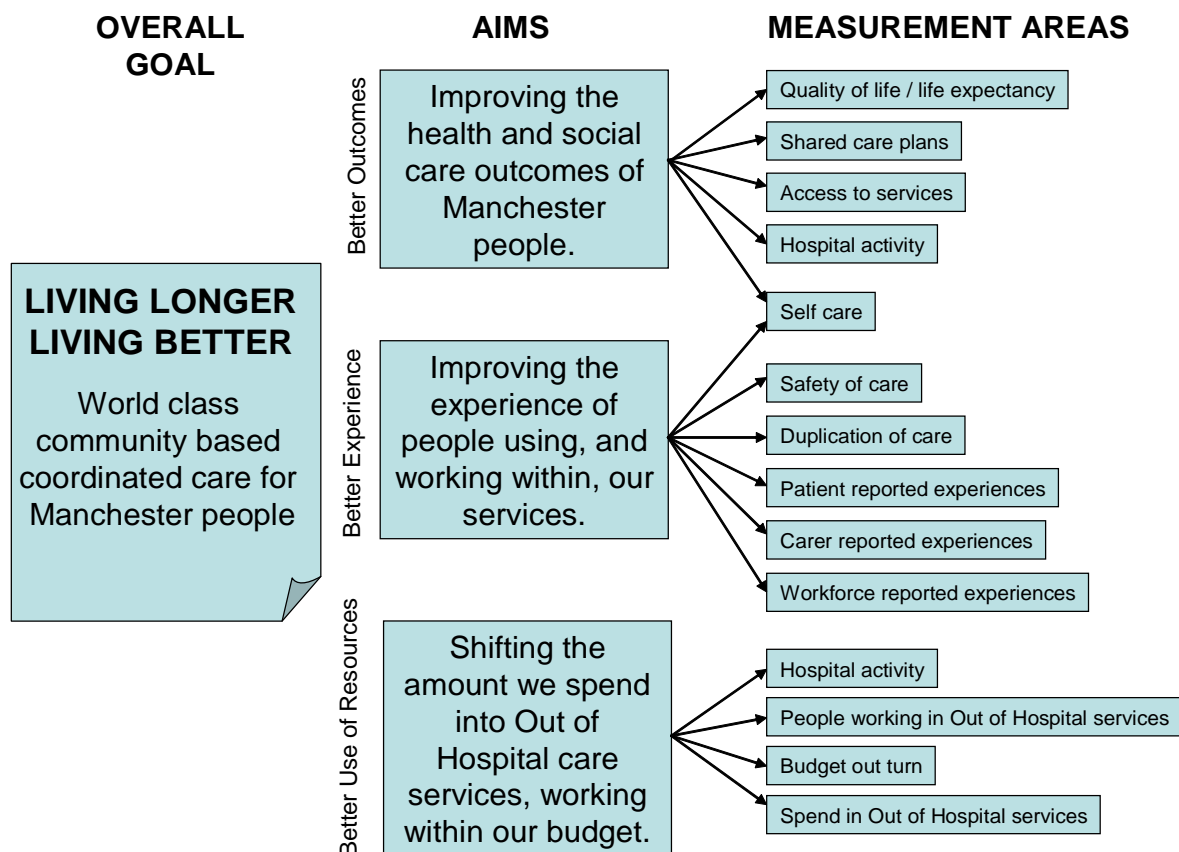 OVERALL
GOAL
AIMS
MEASUREMENT AREAS
LIVING LONGER
LIVING BETTER
World class
community based
coordinated care for
Manchester people
Better Outcomes
Improving the
health and social
care outcomes of
Manchester
people.
Quality of life / life expectancy
Shared care plans
Access to services
Hospital activity
Self care
Better Experience
Improving the
experience of
people using, and
working within, our
services.
Safety of care
Duplication of care
Patient reported experiences
Carer reported experiences
Workforce reported experiences
Better Use of Resources
Shifting the
amount we spend
into Out of
Hospital care
services, working
within our budget.
Hospital activity
People working in Out of Hospital services
Budget out turn
Spend in Out of Hospital services